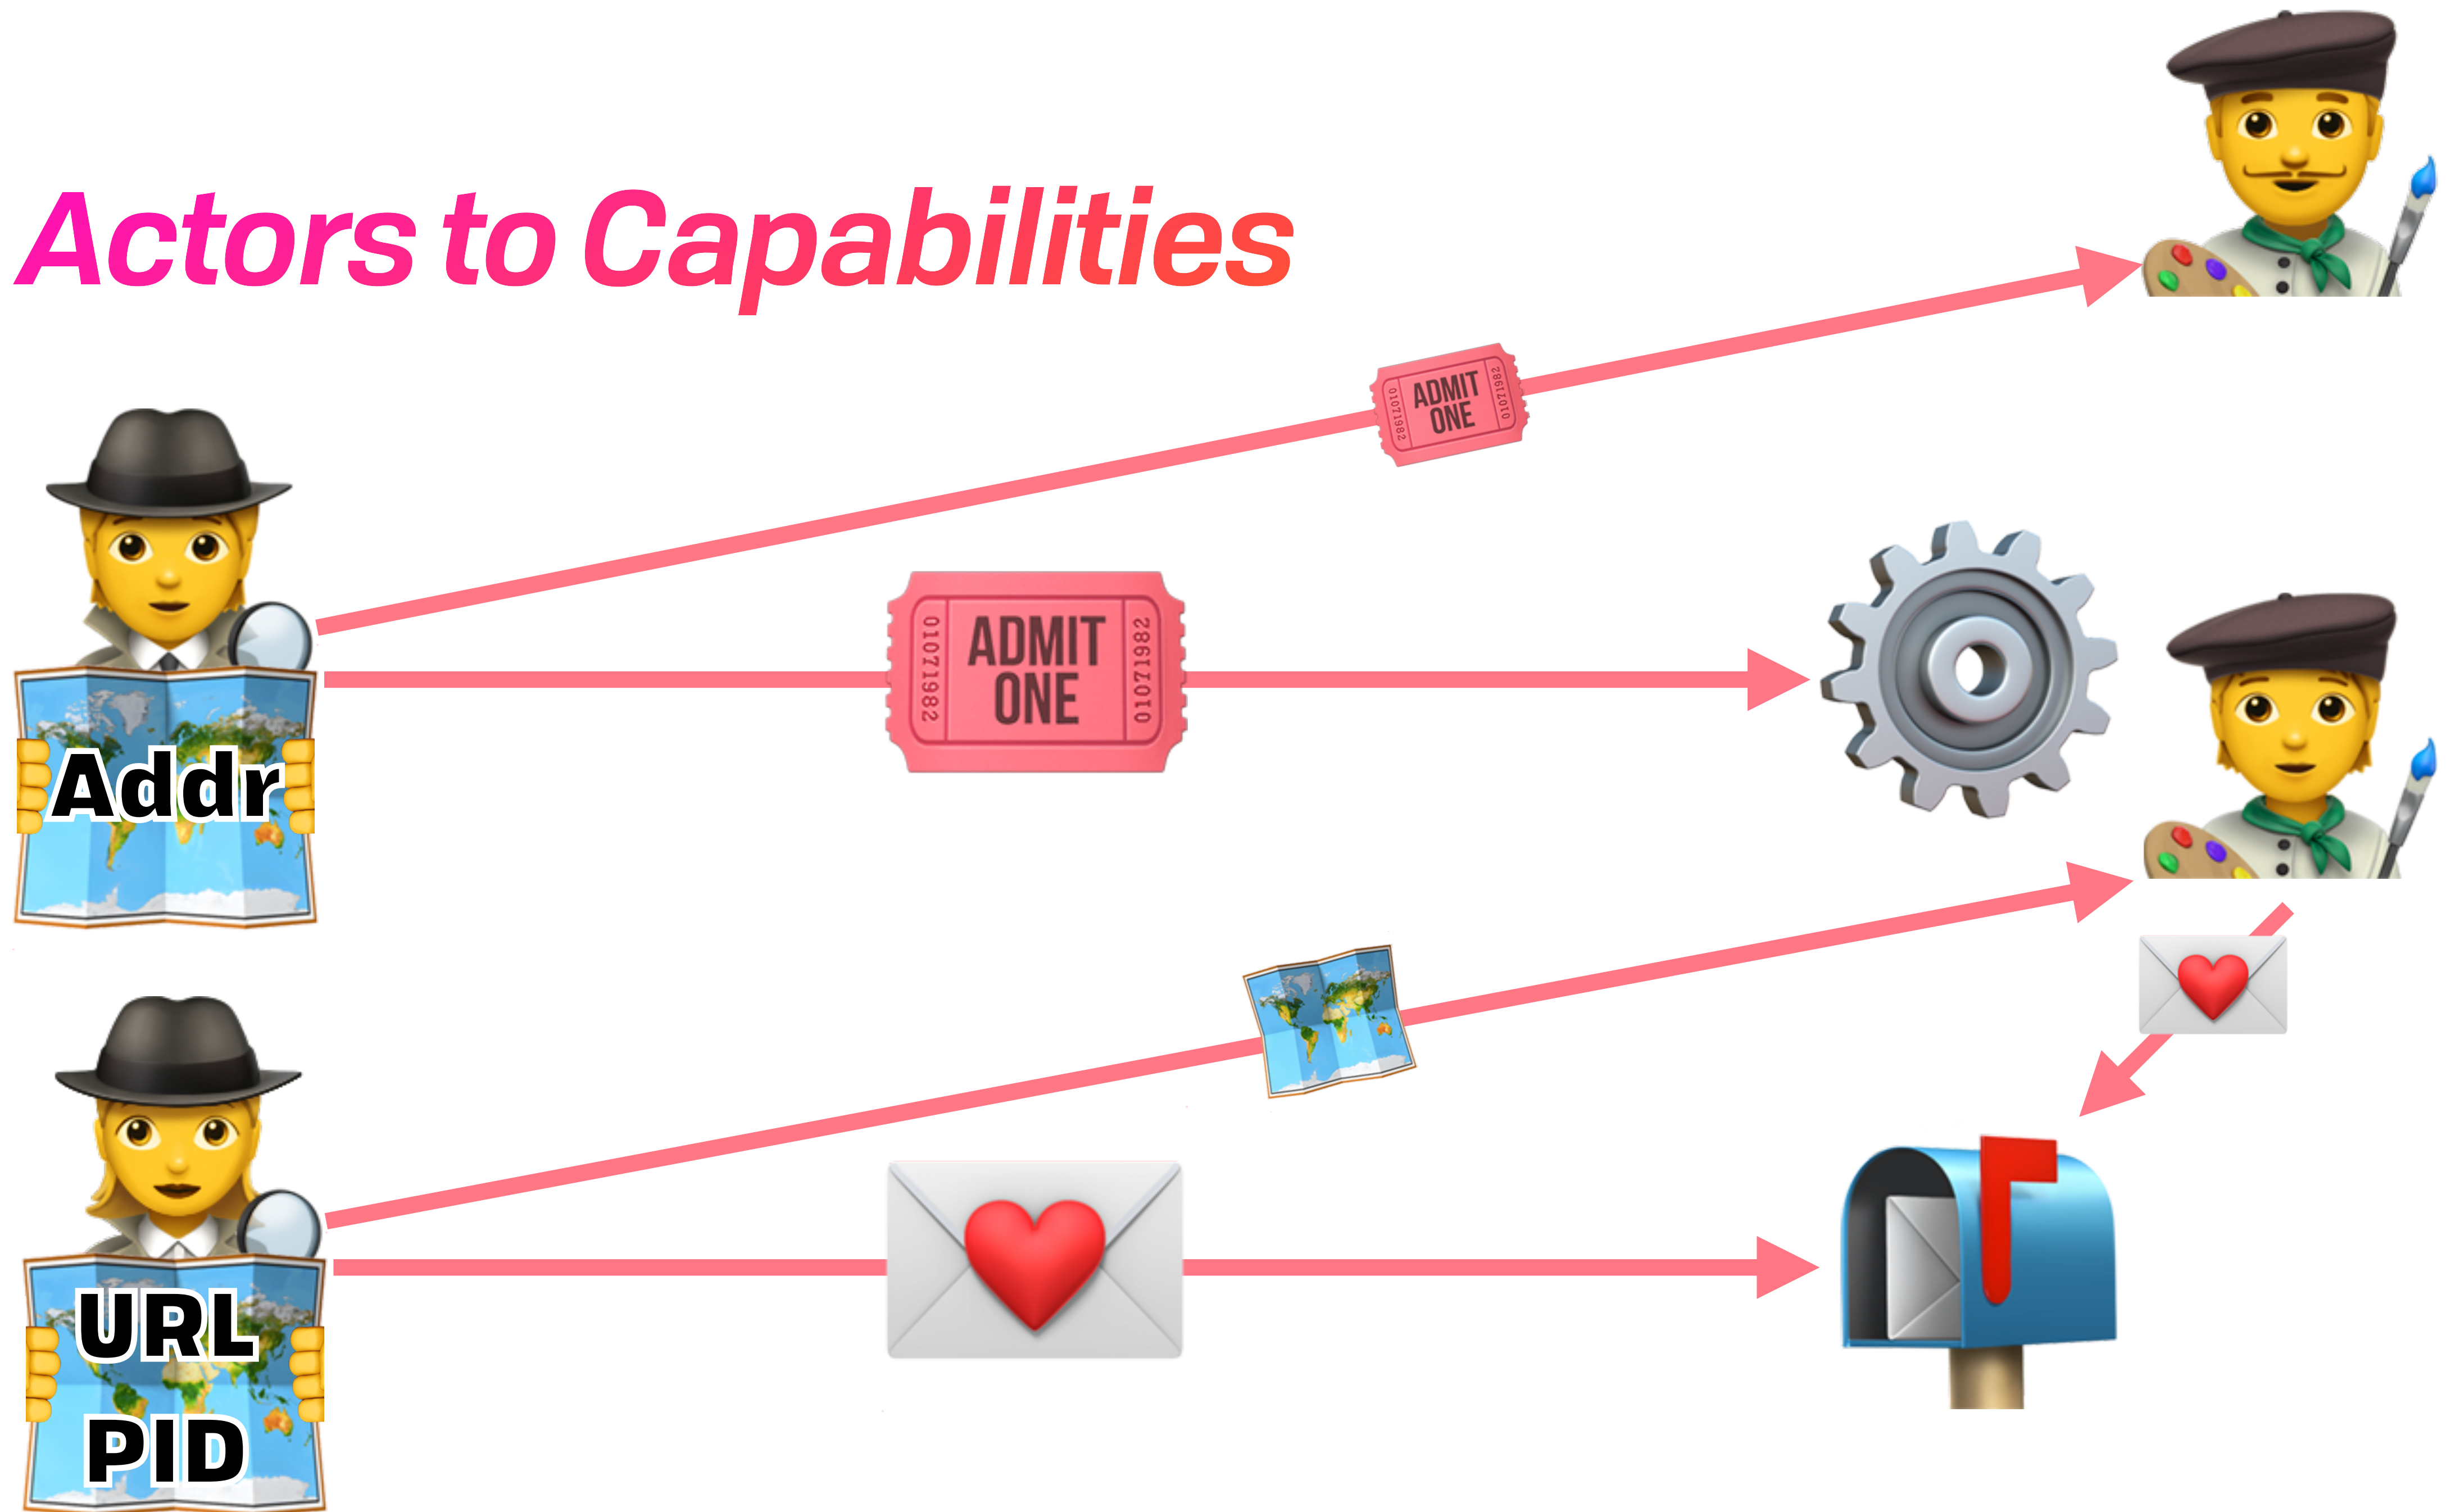 Actors to Capabilities
ADMIT
ONE
01071982
01071982
Addr
01071982
ADMIT
ONE
01071982
URL
PID